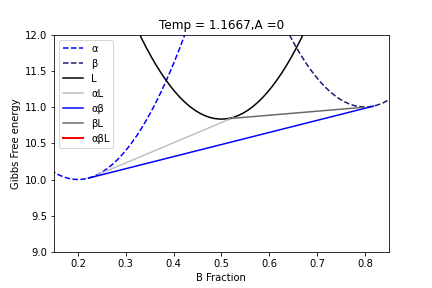 Temp = 1.1667,A =0
12.0
11.5
11.0
10.5
10.0
9.5
9.0
Gibbs Free energy
α
β
L
αL
αβ
βL
αβL
0.2 0.3 0.4 0.5 0.6 0.7 0.8
B Fraction